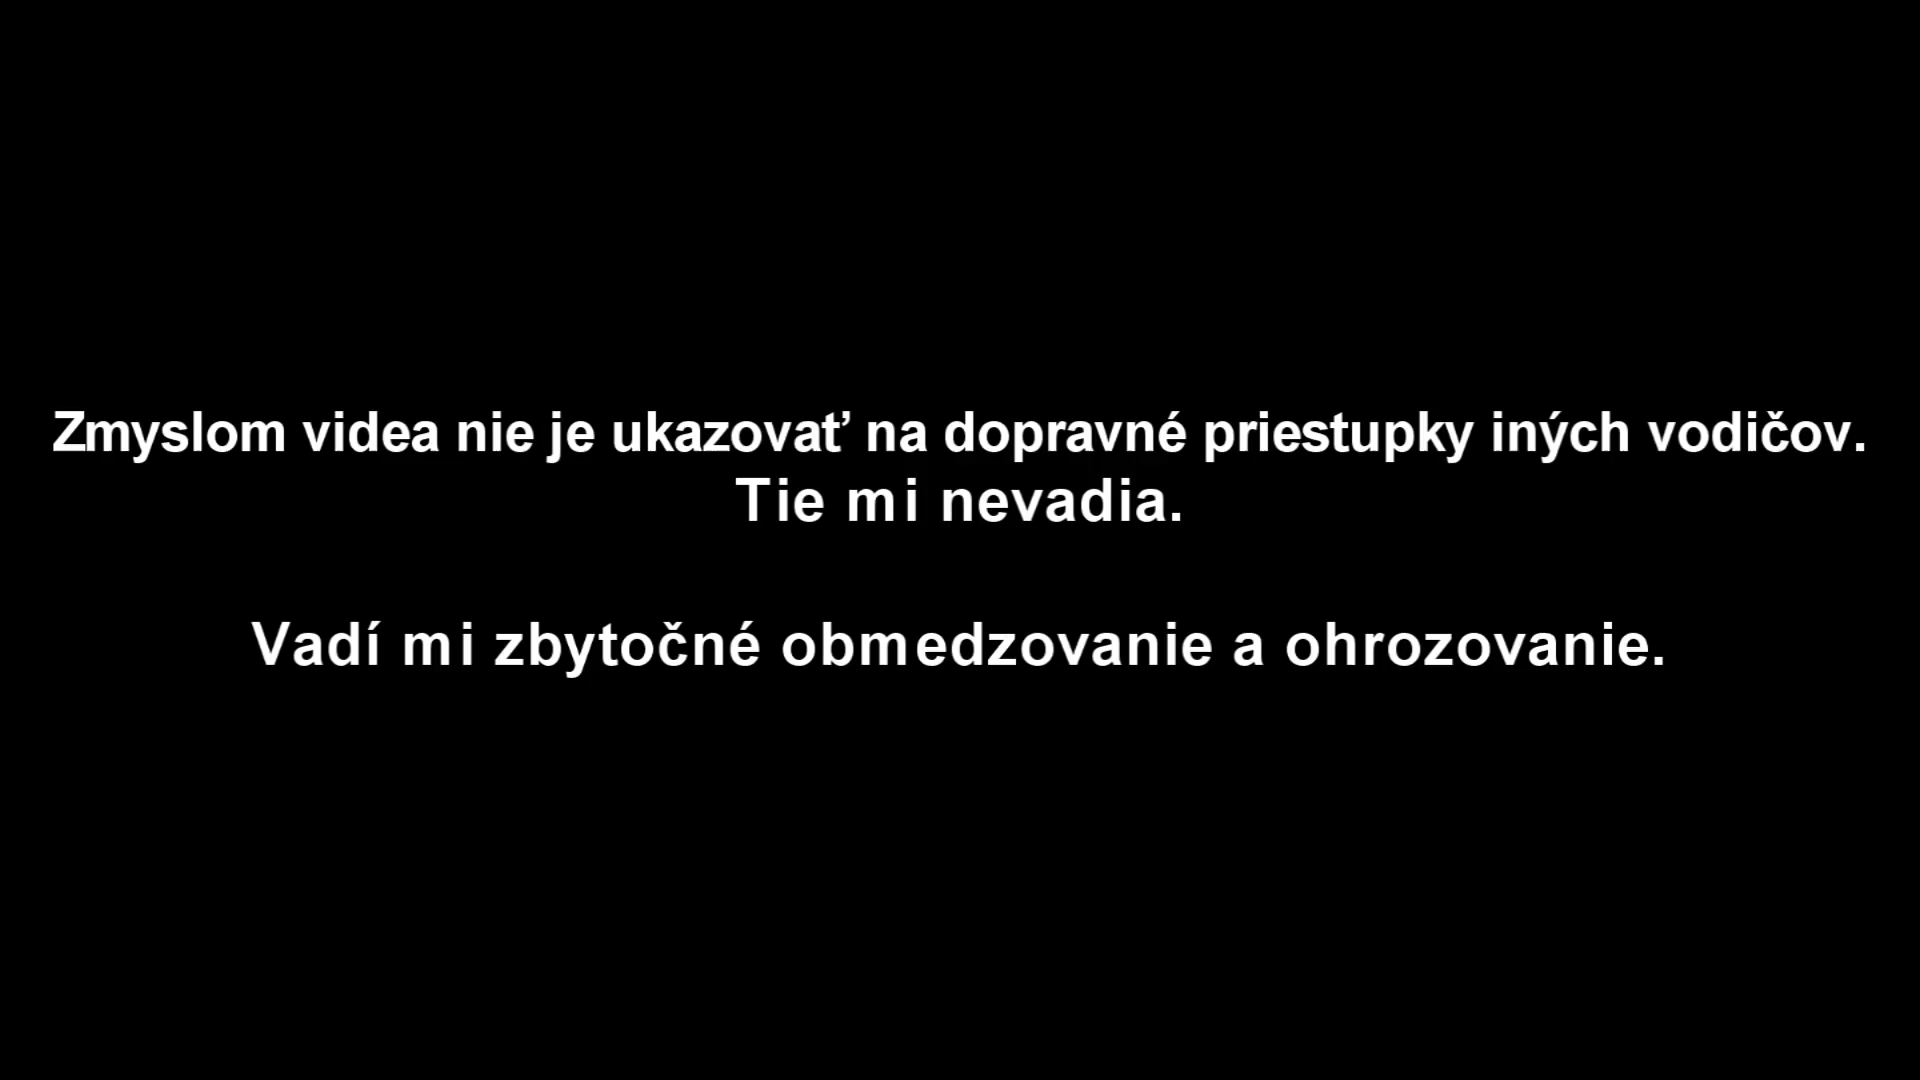 Zmyslom videa nie je ukazovať na dopravné priestupky iných vodičov.
Tie mi nevadia.
Vadí mi zbytočné obmedzovanie a ohrozovanie.